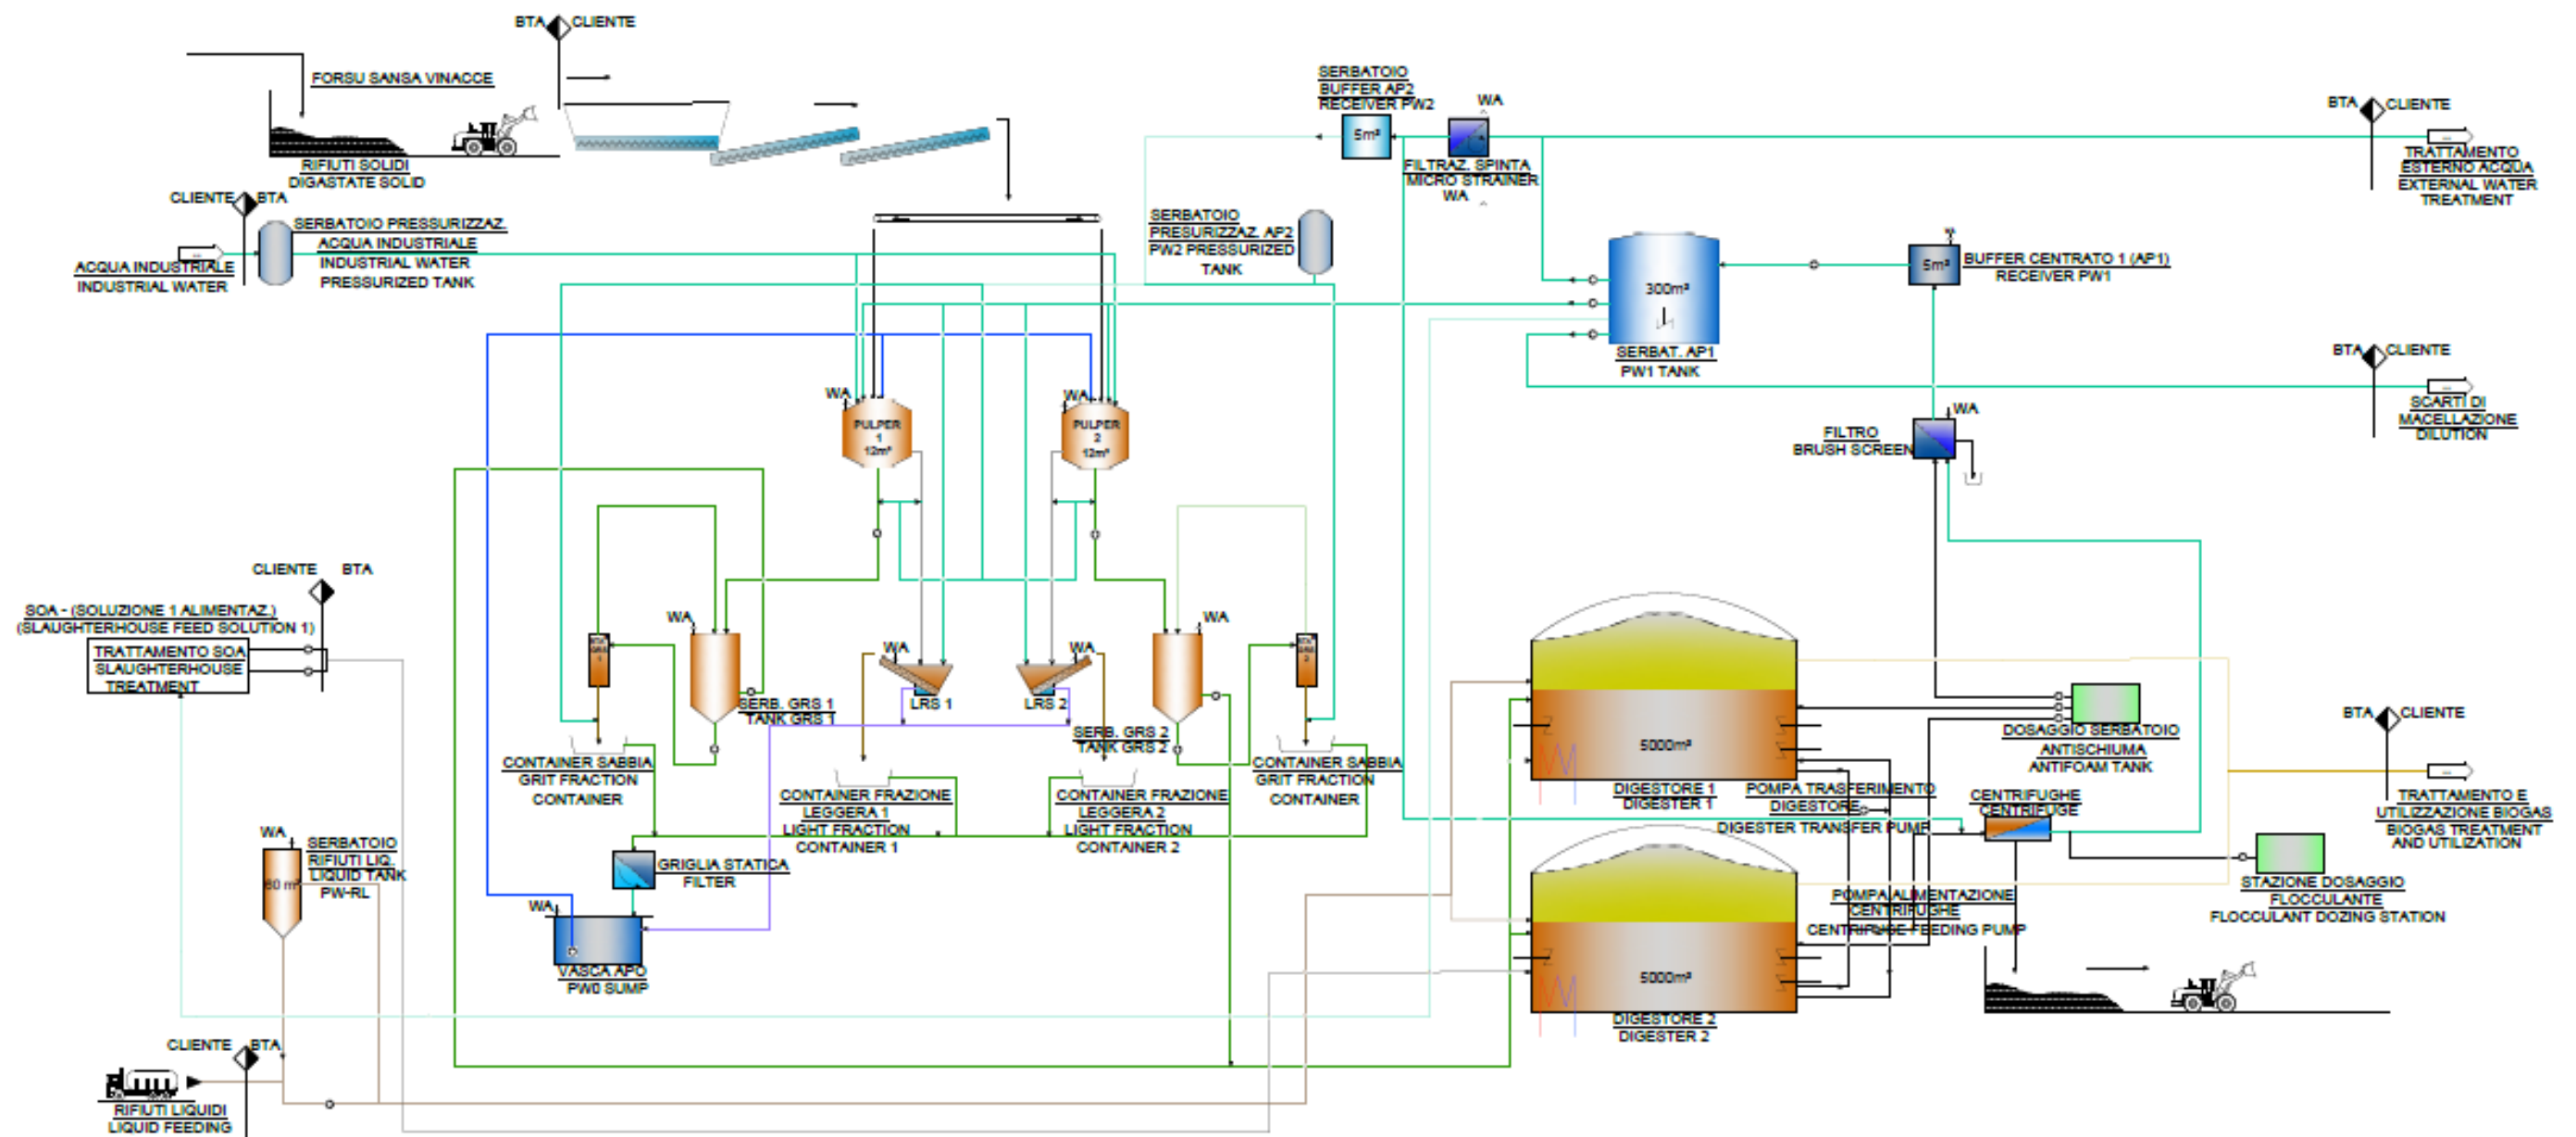 BTA CLIENTE
FORSU SANSA VINACCE
RIFIUTI SOLIDI
DIGASTATE SOLID
CLIENTE BTA
SERBATOIO PRESSURIZZAZ.
ACQUA INDUSTRIALE
INDUSTRIAL WATER
PRESSURIZED TANK
ACQUA INDUSTRIALE
INDUSTRIAL WATER
SERBATOIO
BUFFER AP2
RECEIVER PW2
5m³
WA
FILTRAZ. SPINTA
MICRO STRAINER
WA
BTA CLIENTE
TRATTAMENTO
ESTERNO ACQUA
EXTERNAL WATER
TREATMENT
SERBATOIO
PRESURIZZAZ. AP2
PW2 PRESSURIZED
TANK
300m³
SERBAT. AP1
PW1 TANK
5m³
BUFFER CENTRATO 1 (AP1)
RECEIVER PW1
BTA CLIENTE
SCARTI DI
MACELLAZIONE
DILUTION
WA
FILTRO
BRUSH SCREEN
WA
PULPER
1
12m³
WA
PULPER
2
12m³
CLIENTE BTA
SOA - (SOLUZIONE 1 ALIMENTAZ.)
(SLAUGHTERHOUSE FEED SOLUTION 1)
TRATTAMENTO SOA
SLAUGHTERHOUSE
TREATMENT
WA
SERB. GRS 1
TANK GRS 1
WA
LRS 1
WA
LRS 2
WA
SERB. GRS 2
TANK GRS 2
CONTAINER SABBIA
GRIT FRACTION
CONTAINER
CONTAINER FRAZIONE
LEGGERA 1
LIGHT FRACTION
CONTAINER 1
CONTAINER FRAZIONE
LEGGERA 2
LIGHT FRACTION
CONTAINER 2
CONTAINER SABBIA
GRIT FRACTION
CONTAINER
5000m³
DIGESTORE 1
DIGESTER 1
POMPA TRASFERIMENTO
DIGESTORE
DIGESTER TRANSFER PUMP
DOSAGGIO SERBATOIO
ANTISCHIUMA
ANTIFOAM TANK
CENTRIFUGHE
CENTRIFUGE
BTA CLIENTE
TRATTAMENTO E
UTILIZZAZIONE BIOGAS
BIOGAS TREATMENT
AND UTILIZATION
STAZIONE DOSAGGIO
FLOCCULANTE
FLOCCULANT DOZING STATION
POMPA ALIMENTAZIONE
CENTRIFUGHE
CENTRIFUGE FEEDING PUMP
5000m³
DIGESTORE 2
DIGESTER 2
WA
SERBATOIO
RIFIUTI LIQ.
LIQUID TANK
PW-RL
60 m³
GRIGLIA STATICA
FILTER
WA
VASCA APO
PW0 SUMP
CLIENTE BTA
RIFIUTI LIQUIDI
LIQUID FEEDING